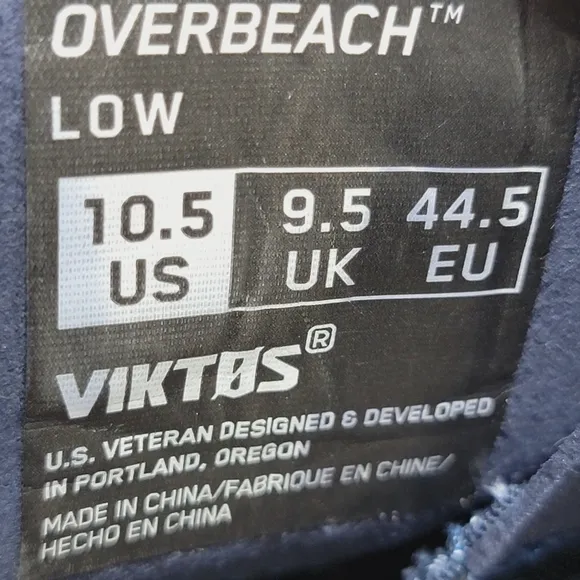 OVERBEACH™
LOW
10.5 9.5 44.5
US UK EU
VIKTØS®
U.S. VETERAN DESIGNED & DEVELOPED
IN PORTLAND, OREGON
MADE IN CHINA/FABRIQUE EN CHINE/
HECHO EN CHINA